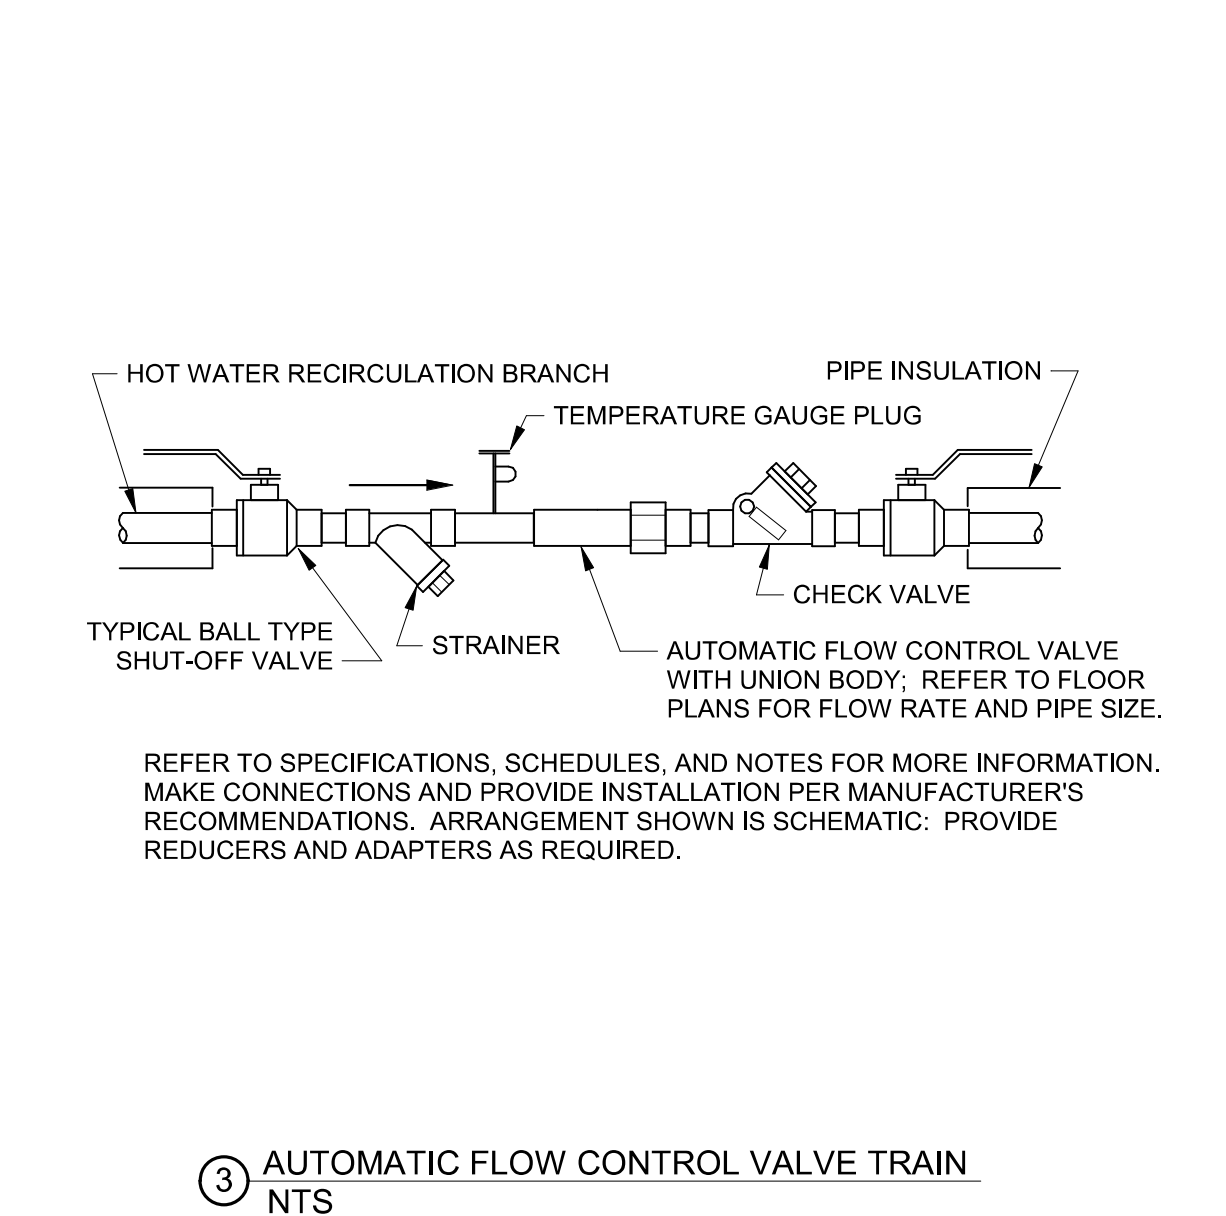 HOT WATER RECIRCULATION BRANCH
PIPE INSULATION
TEMPERATURE GAUGE PLUG
CHECK VALVE
TYPICAL BALL TYPE
SHUT-OFF VALVE
STRAINER
AUTOMATIC FLOW CONTROL VALVE
WITH UNION BODY;  REFER TO FLOOR
PLANS FOR FLOW RATE AND PIPE SIZE.
REFER TO SPECIFICATIONS, SCHEDULES, AND NOTES FOR MORE INFORMATION.
MAKE CONNECTIONS AND PROVIDE INSTALLATION PER MANUFACTURER'S
RECOMMENDATIONS.  ARRANGEMENT SHOWN IS SCHEMATIC:  PROVIDE
REDUCERS AND ADAPTERS AS REQUIRED.
3 AUTOMATIC FLOW CONTROL VALVE TRAIN
NTS